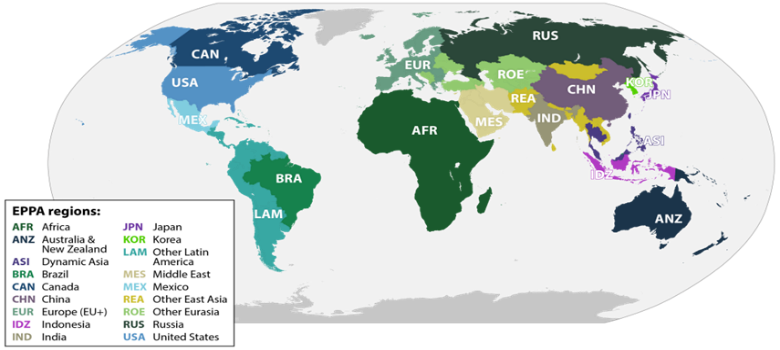 CAN
RUS
EUR
ROE
USA
KOR
JPN
CHN
MEX
REA
IND
MES
AFR
ASI
IDZ
BRA
LAM
ANZ
EPPA regions:
AFR Africa
ANZ Australia &
New Zealand
ASI Dynamic Asia
BRA Brazil
CAN Canada
CHN China
EUR Europe (EU+)
IDZ Indonesia
IND India
JPN Japan
KOR Korea
LAM Other Latin
America
MES Middle East
MEX Mexico
REA Other East Asia
ROE Other Eurasia
RUS Russia
USA United States